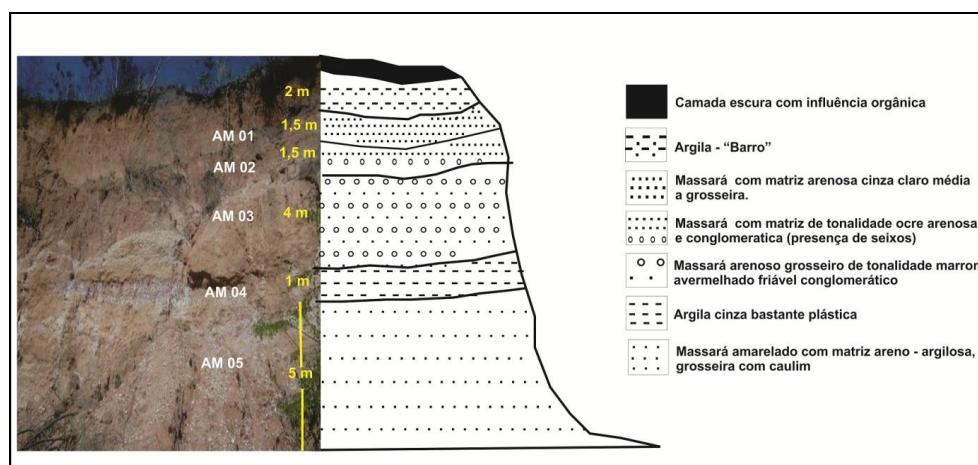 2 m
1,5 m
AM 01
1,5 m
AM 02
4 m
AM 03
1 m
AM 04
AM 05
5 m
Camada escura com influência orgânica
Argila - “Barro”
Massará com matriz arenosa cinza claro média
a grosseira.
Massará com matriz de tonalidade ocre arenosa
e conglomeratica (presença de seixos)
Massará arenoso grosseiro de tonalidade marron
avermelhado friável conglomerático
Argila cinza bastante plástica
Massará amarelado com matriz areno - argilosa,
grosseira com caulim